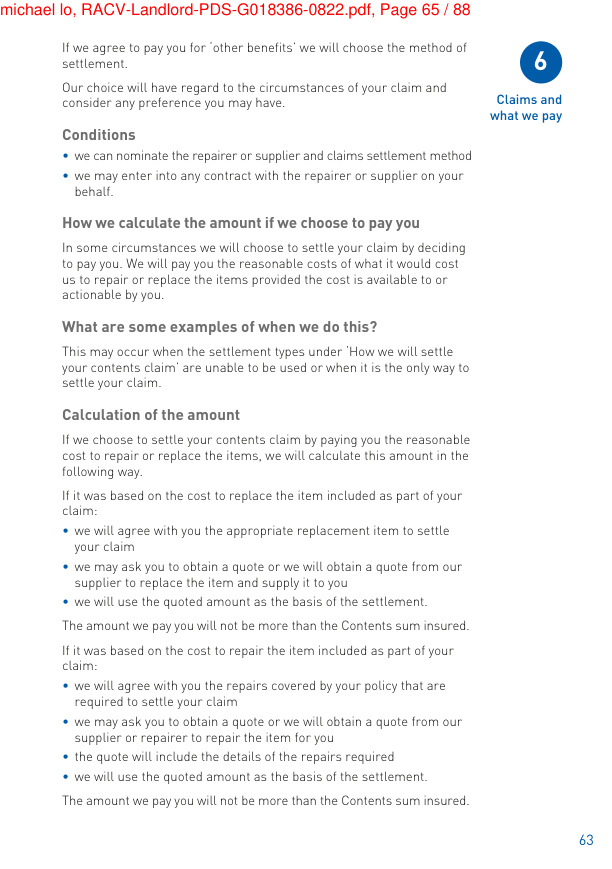 michael lo, RACV-Landlord-PDS-G018386-0822.pdf, Page 65 / 88
If we agree to pay you for ‘other benefits’ we will choose the method of
settlement.
Our choice will have regard to the circumstances of your claim and
consider any preference you may have.
6
Claims and
what we pay
Conditions
• we can nominate the repairer or supplier and claims settlement method
• we may enter into any contract with the repairer or supplier on your
behalf.
How we calculate the amount if we choose to pay you
In some circumstances we will choose to settle your claim by deciding
to pay you. We will pay you the reasonable costs of what it would cost
us to repair or replace the items provided the cost is available to or
actionable by you.
What are some examples of when we do this?
This may occur when the settlement types under ‘How we will settle
your contents claim’ are unable to be used or when it is the only way to
settle your claim.
Calculation of the amount
If we choose to settle your contents claim by paying you the reasonable
cost to repair or replace the items, we will calculate this amount in the
following way.
If it was based on the cost to replace the item included as part of your
claim:
• we will agree with you the appropriate replacement item to settle
your claim
• we may ask you to obtain a quote or we will obtain a quote from our
supplier to replace the item and supply it to you
• we will use the quoted amount as the basis of the settlement.
The amount we pay you will not be more than the Contents sum insured.
If it was based on the cost to repair the item included as part of your
claim:
• we will agree with you the repairs covered by your policy that are
required to settle your claim
• we may ask you to obtain a quote or we will obtain a quote from our
supplier or repairer to repair the item for you
• the quote will include the details of the repairs required
• we will use the quoted amount as the basis of the settlement.
The amount we pay you will not be more than the Contents sum insured.
63